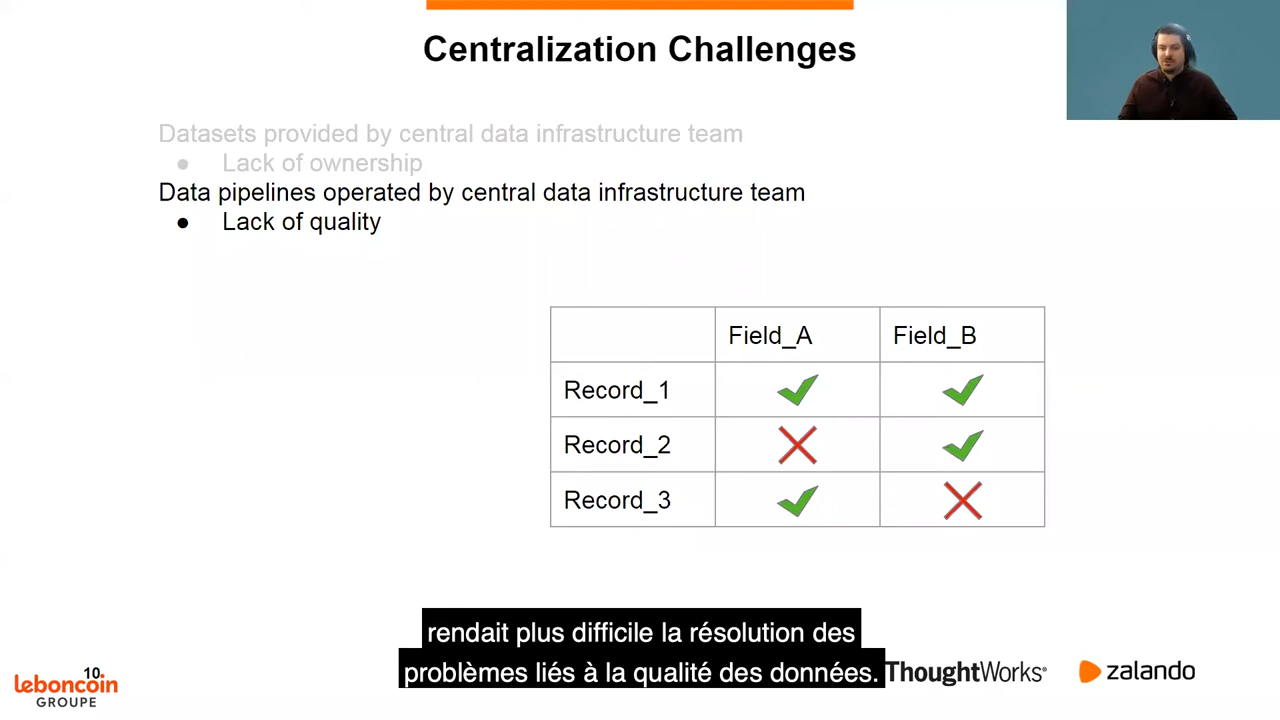 Centralization Challenges
Datasets provided by central data infrastructure team
● Lack of ownership
Data pipelines operated by central data infrastructure team
● Lack of quality
Field_A Field_B
Record_1
Record_2
Record_3
rendait plus difficile la résolution des
problèmes liés à la qualité des données.
10
leboncoin
GROUPE
ThoughtWorks®
zalando